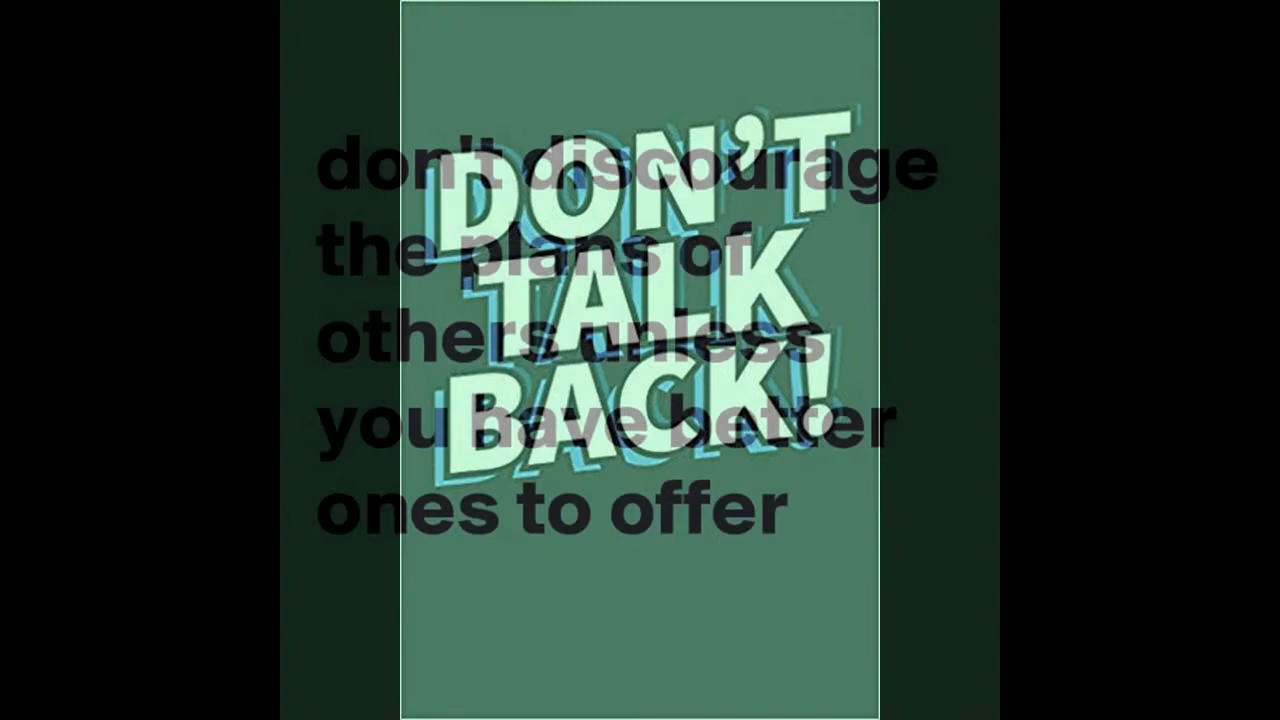 DON'T
TALK
BACK!
don't discourage
the plans of
others unless
you have better
ones to offer